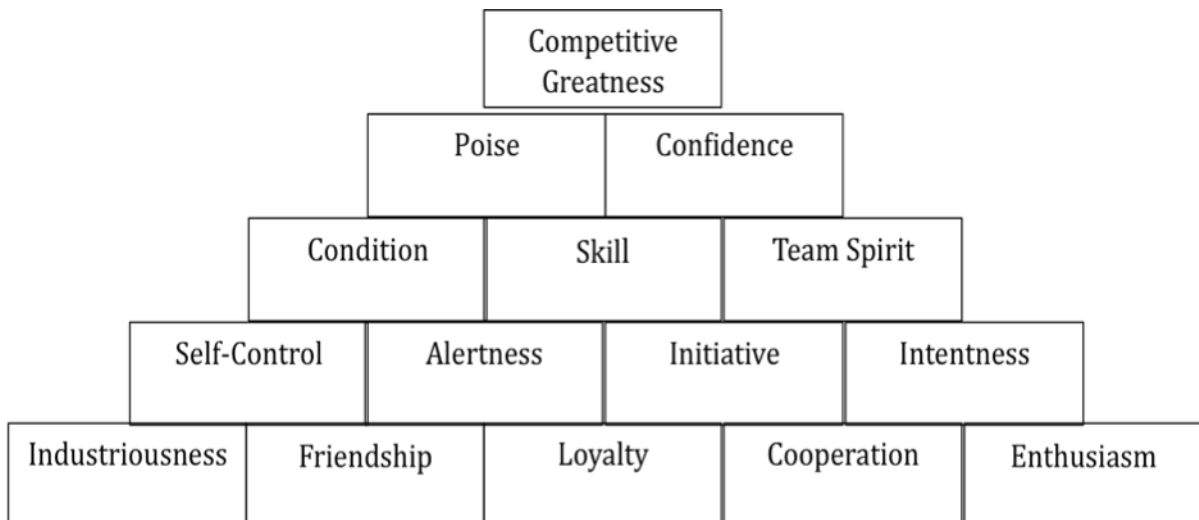 Competitive
Greatness
Poise Confidence
Condition Skill Team Spirit
Self-Control Alertness Initiative Intentness
Industriousness Friendship Loyalty Cooperation Enthusiasm